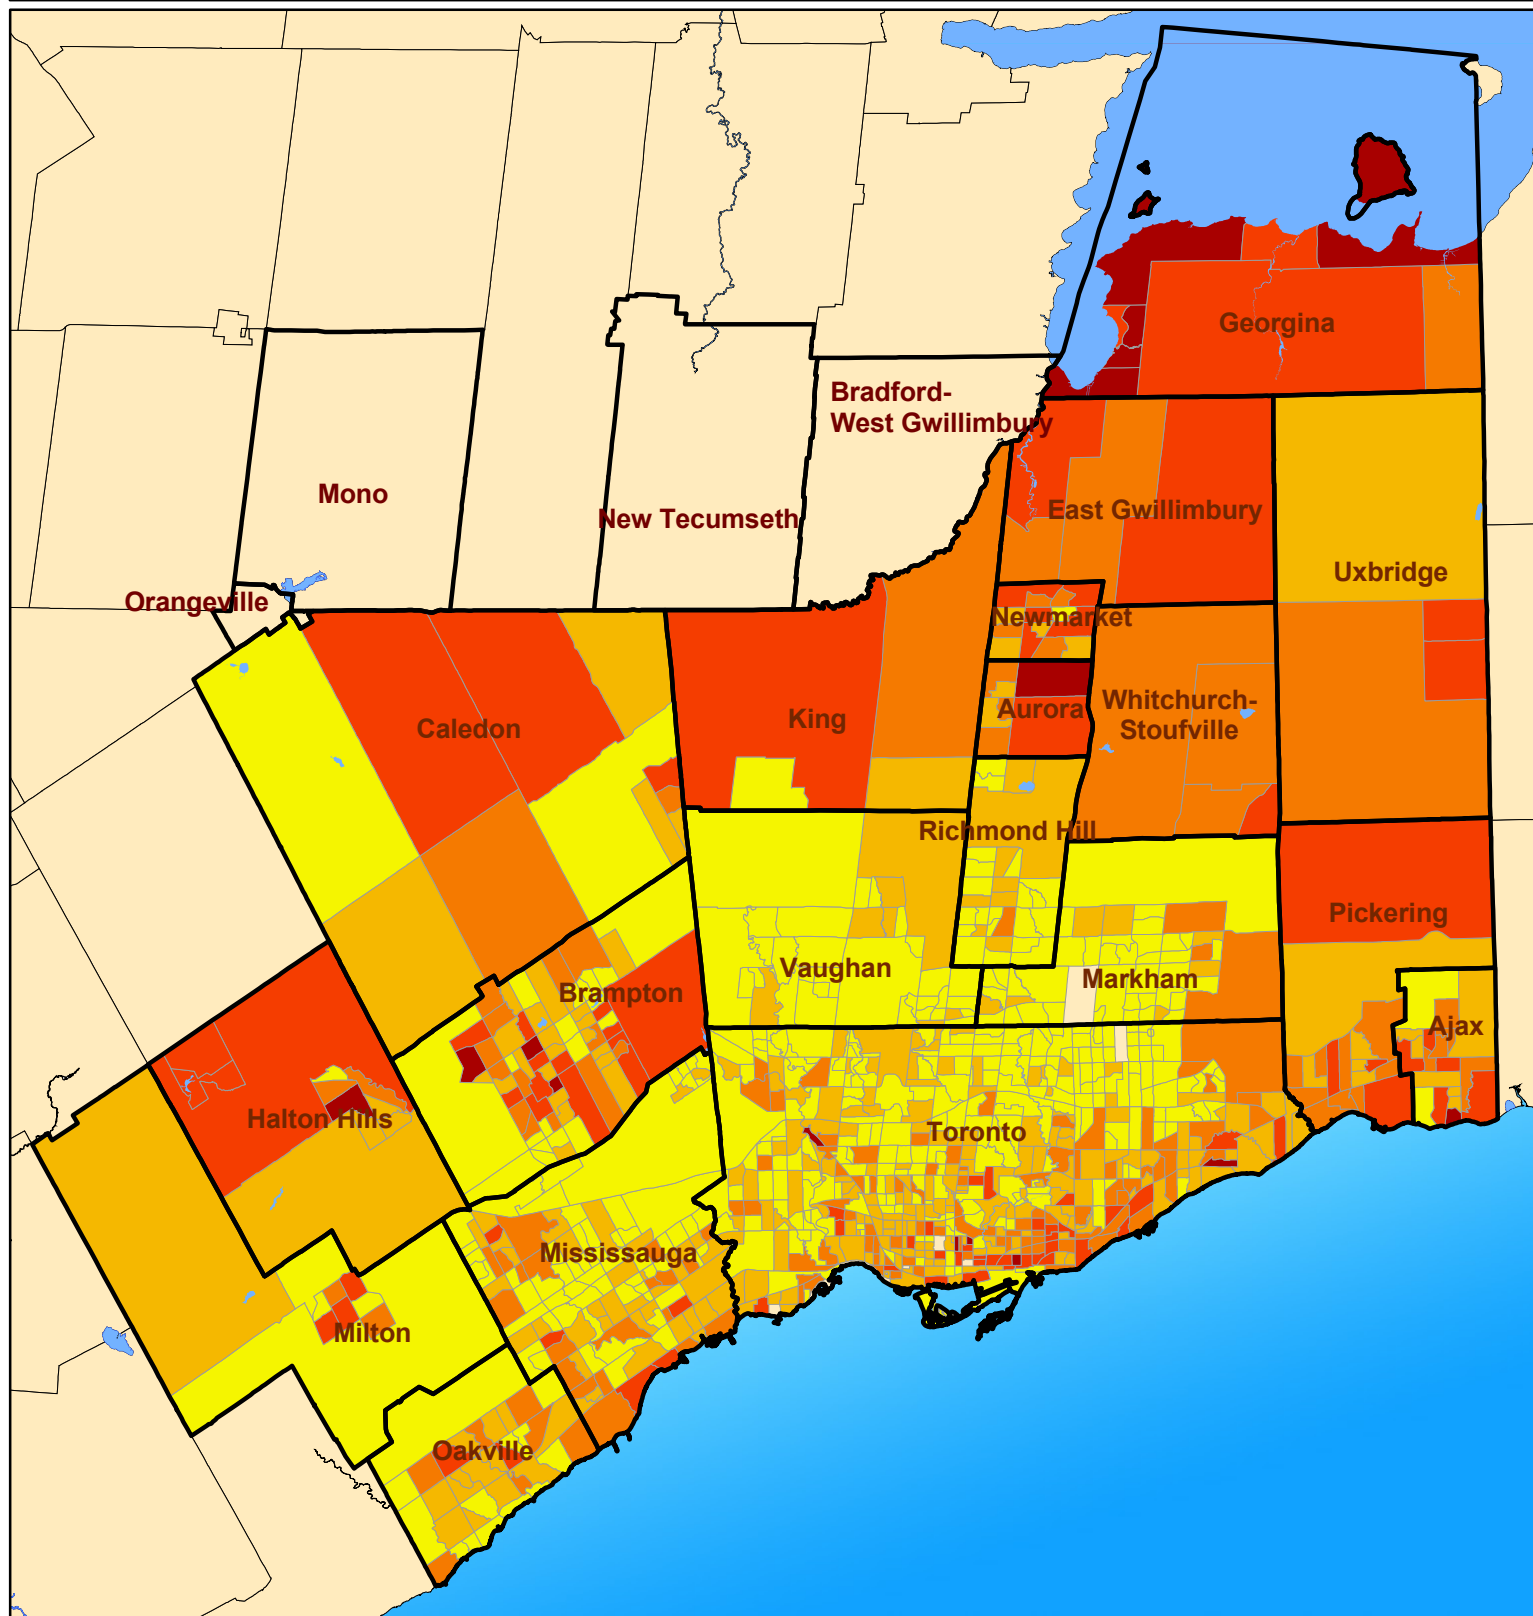 Georgina
Bradford-
West Gwillimbury
Mono
New Tecumseth
East Gwillimbury
Uxbridge
Orangeville
Newmarket
Caledon
King
Aurora
Whitchurch-
Stoufville
Richmond Hill
Pickering
Vaughan
Markham
Brampton
Ajax
Halton Hills
Toronto
Mississauga
Milton
Oakville